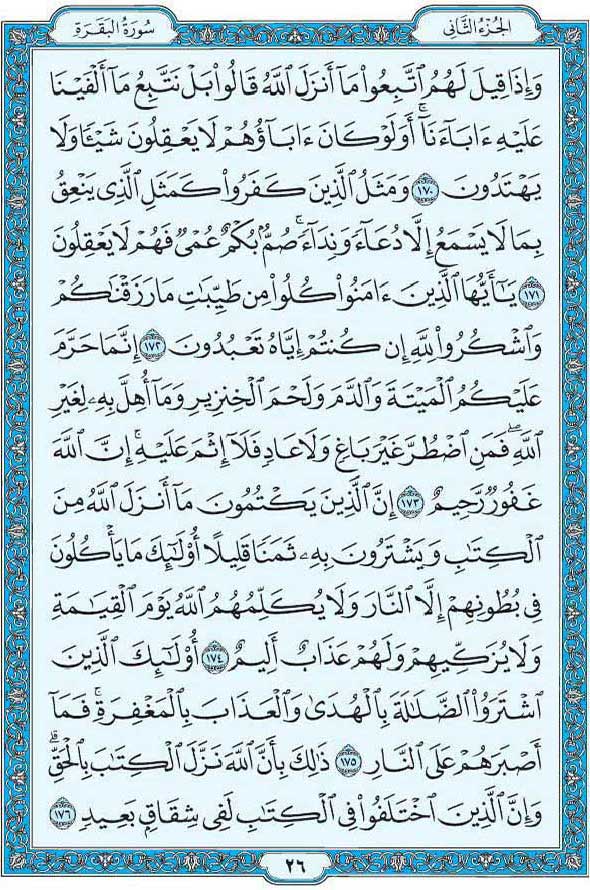 الجُزْءُ الثَّانِي
سُورَةُ البَقَرَةِ
وَإِذَا قِيلَ لَهُمُ ٱتَّبِعُوا۟ مَآ أَنزَلَ ٱللَّهُ قَالُوا۟ بَلْ نَتَّبِعُ مَآ أَلْفَيْنَا
عَلَيْهِ ءَابَآءَنَآ ۗ أَوَلَوْ كَانَ ءَابَآؤُهُمْ لَا يَعْقِلُونَ شَيْـًٔا وَلَا
يَهْتَدُونَ ١٧٠ وَمَثَلُ ٱلَّذِينَ كَفَرُوا۟ كَمَثَلِ ٱلَّذِى يَنْعِقُ
بِمَا لَا يَسْمَعُ إِلَّا دُعَآءً وَنِدَآءً ۚ صُمٌّۢ بُكْمٌ عُمْىٌ فَهُمْ لَا يَعْقِلُونَ
١٧١ يَـٰٓأَيُّهَا ٱلَّذِينَ ءَامَنُوا۟ كُلُوا۟ مِن طَيِّبَـٰتِ مَا رَزَقْنَـٰكُمْ
وَٱشْكُرُوا۟ لِلَّهِ إِن كُنتُمْ إِيَّاهُ تَعْبُدُونَ ١٧٢ إِنَّمَا حَرَّمَ
عَلَيْكُمُ ٱلْمَيْتَةَ وَٱلدَّمَ وَلَحْمَ ٱلْخِنزِيرِ وَمَآ أُهِلَّ بِهِۦ لِغَيْرِ
ٱللَّهِ ۖ فَمَنِ ٱضْطُرَّ غَيْرَ بَاغٍ وَلَا عَادٍ فَلَآ إِثْمَ عَلَيْهِ ۚ إِنَّ ٱللَّهَ
غَفُورٌ رَّحِيمٌ ١٧٣ إِنَّ ٱلَّذِينَ يَكْتُمُونَ مَآ أَنزَلَ ٱللَّهُ مِنَ
ٱلْكِتَـٰبِ وَيَشْتَرُونَ بِهِۦ ثَمَنًا قَلِيلًا أُو۟لَـٰٓئِكَ مَا يَأْكُلُونَ
فِى بُطُونِهِمْ إِلَّا ٱلنَّارَ وَلَا يُكَلِّمُهُمُ ٱللَّهُ يَوْمَ ٱلْقِيَـٰمَةِ
وَلَا يُزَكِّيهِمْ وَلَهُمْ عَذَابٌ أَلِيمٌ ١٧٤ أُو۟لَـٰٓئِكَ ٱلَّذِينَ
ٱشْتَرَوُا۟ ٱلضَّلَـٰلَةَ بِٱلْهُدَىٰ وَٱلْعَذَابَ بِٱلْمَغْفِرَةِ ۚ فَمَآ
أَصْبَرَهُمْ عَلَى ٱلنَّارِ ١٧٥ ذَٰلِكَ بِأَنَّ ٱللَّهَ نَزَّلَ ٱلْكِتَـٰبَ بِٱلْحَقِّ ۗ
وَإِنَّ ٱلَّذِينَ ٱخْتَلَفُوا۟ فِى ٱلْكِتَـٰبِ لَفِى شِقَاقٍۭ بَعِيدٍ ١٧٦
٢٦